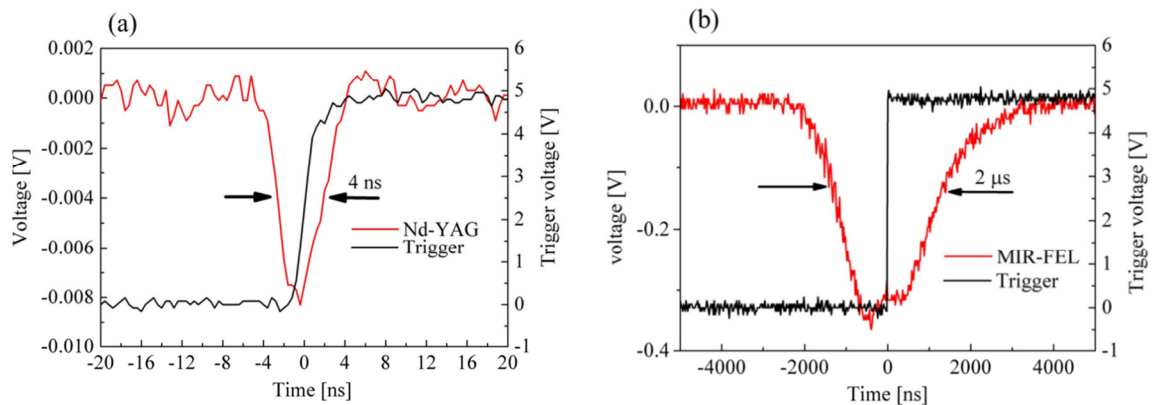 (a)
0.002
0.000
-0.002
-0.004
-0.006
-0.008
-0.010
Voltage [V]
6
5
4
3
2
1
0
-1
Trigger voltage [V]
4 ns
Nd-YAG
Trigger
-20 -16 -12 -8 -4 0 4 8 12 16 20
Time [ns]
(b)
0.0
-0.2
-0.4
voltage [V]
6
5
4
3
2
1
0
-1
Trigger voltage [V]
2 μs
MIR-FEL
Trigger
-4000 -2000 0 2000 4000
Time [ns]